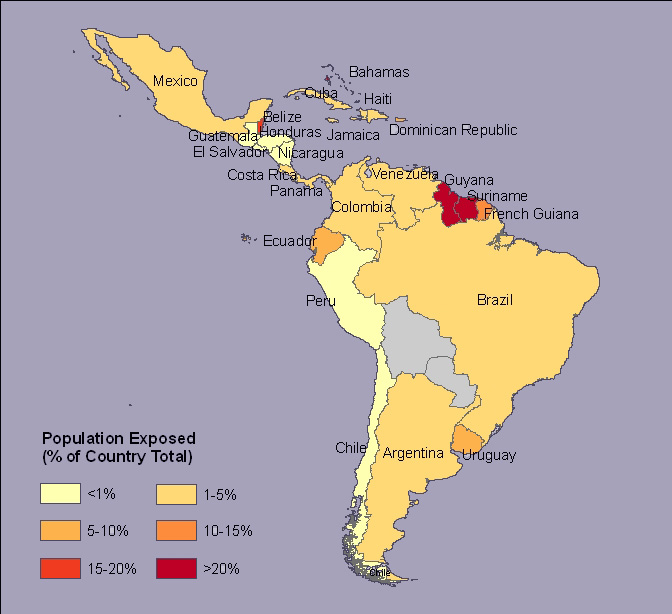 Mexico
Bahamas
Cuba
Haiti
Belize
Guatemala
Honduras
Jamaica
Dominican Republic
El Salvador
Nicaragua
Costa Rica
Venezuela
Guyana
Panama
Suriname
Colombia
French Guiana
Ecuador
Peru
Brazil
Population Exposed
(% of Country Total)
Chile
Argentina
Uruguay
<1%
1-5%
5-10%
10-15%
15-20%
>20%
Chile